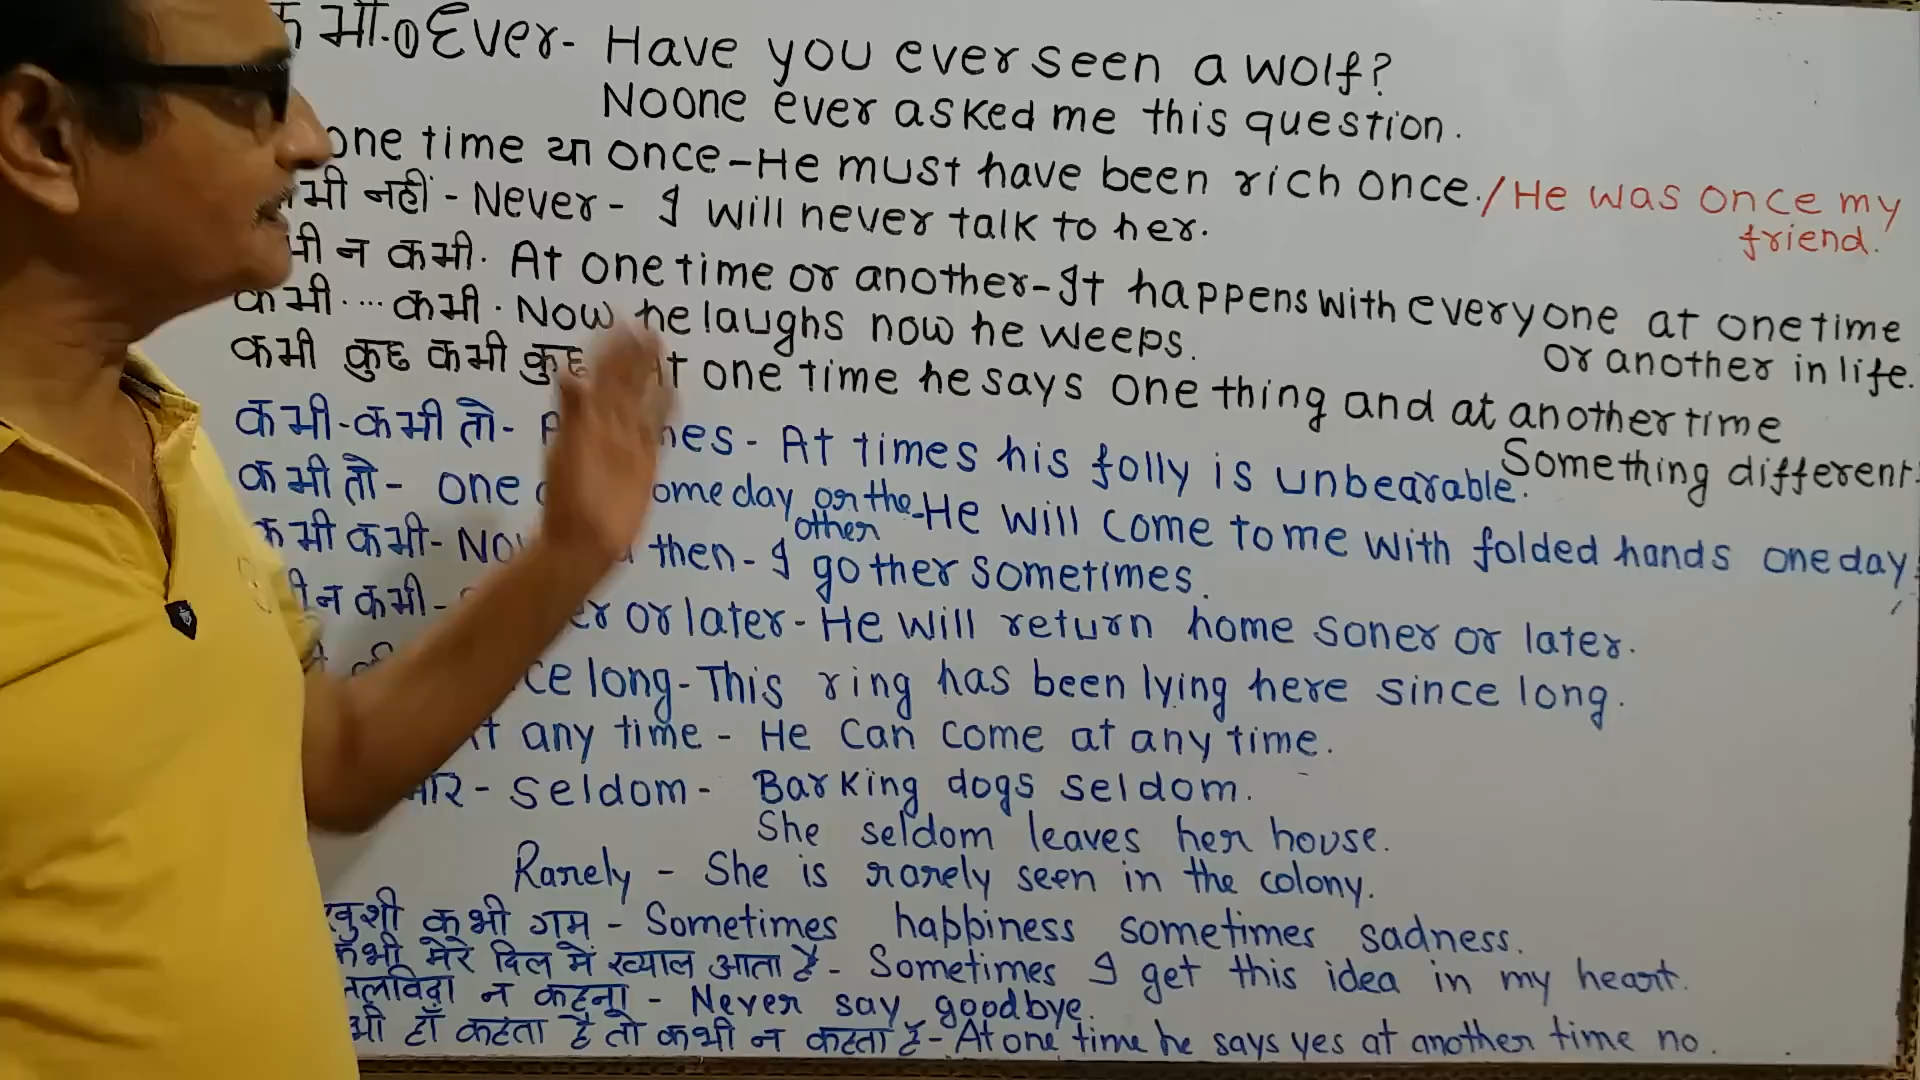 कभी. ① Ever - Have you ever seen a wolf?
Noone ever asked me this question.
one time या once - He must have been rich once. / He was once my
friend.
भी नहीं - Never - I will never talk to her.
भी न कभी. At one time or another - It happens with everyone at one time
or another in life.
कभी .... कभी. Now he laughs now he weeps.
कभी कुछ कभी कुछ At one time he says one thing and at another time
Something different
कभी-कभी तो - At times his folly is unbearable.
कभी तो - one someday or the other - He will come to me with folded hands one day
कभी कभी - Now then - I go ther sometimes.
न कभी - or later - He will return home soner or later.
long - This ring has been lying here since long.
At any time - He can come at any time.
seldom - Barking dogs seldom.
She seldom leaves her house.
Rarely - She is rarely seen in the colony.
खुशी कभी गम - Sometimes happiness sometimes sadness.
कभी मेरे दिल में ख्याल आता है - Sometimes I get this idea in my heart.
न कहना - Never say goodbye.
भी हाँ कहता है तो कभी न कहता है - At one time he says yes at another time no.